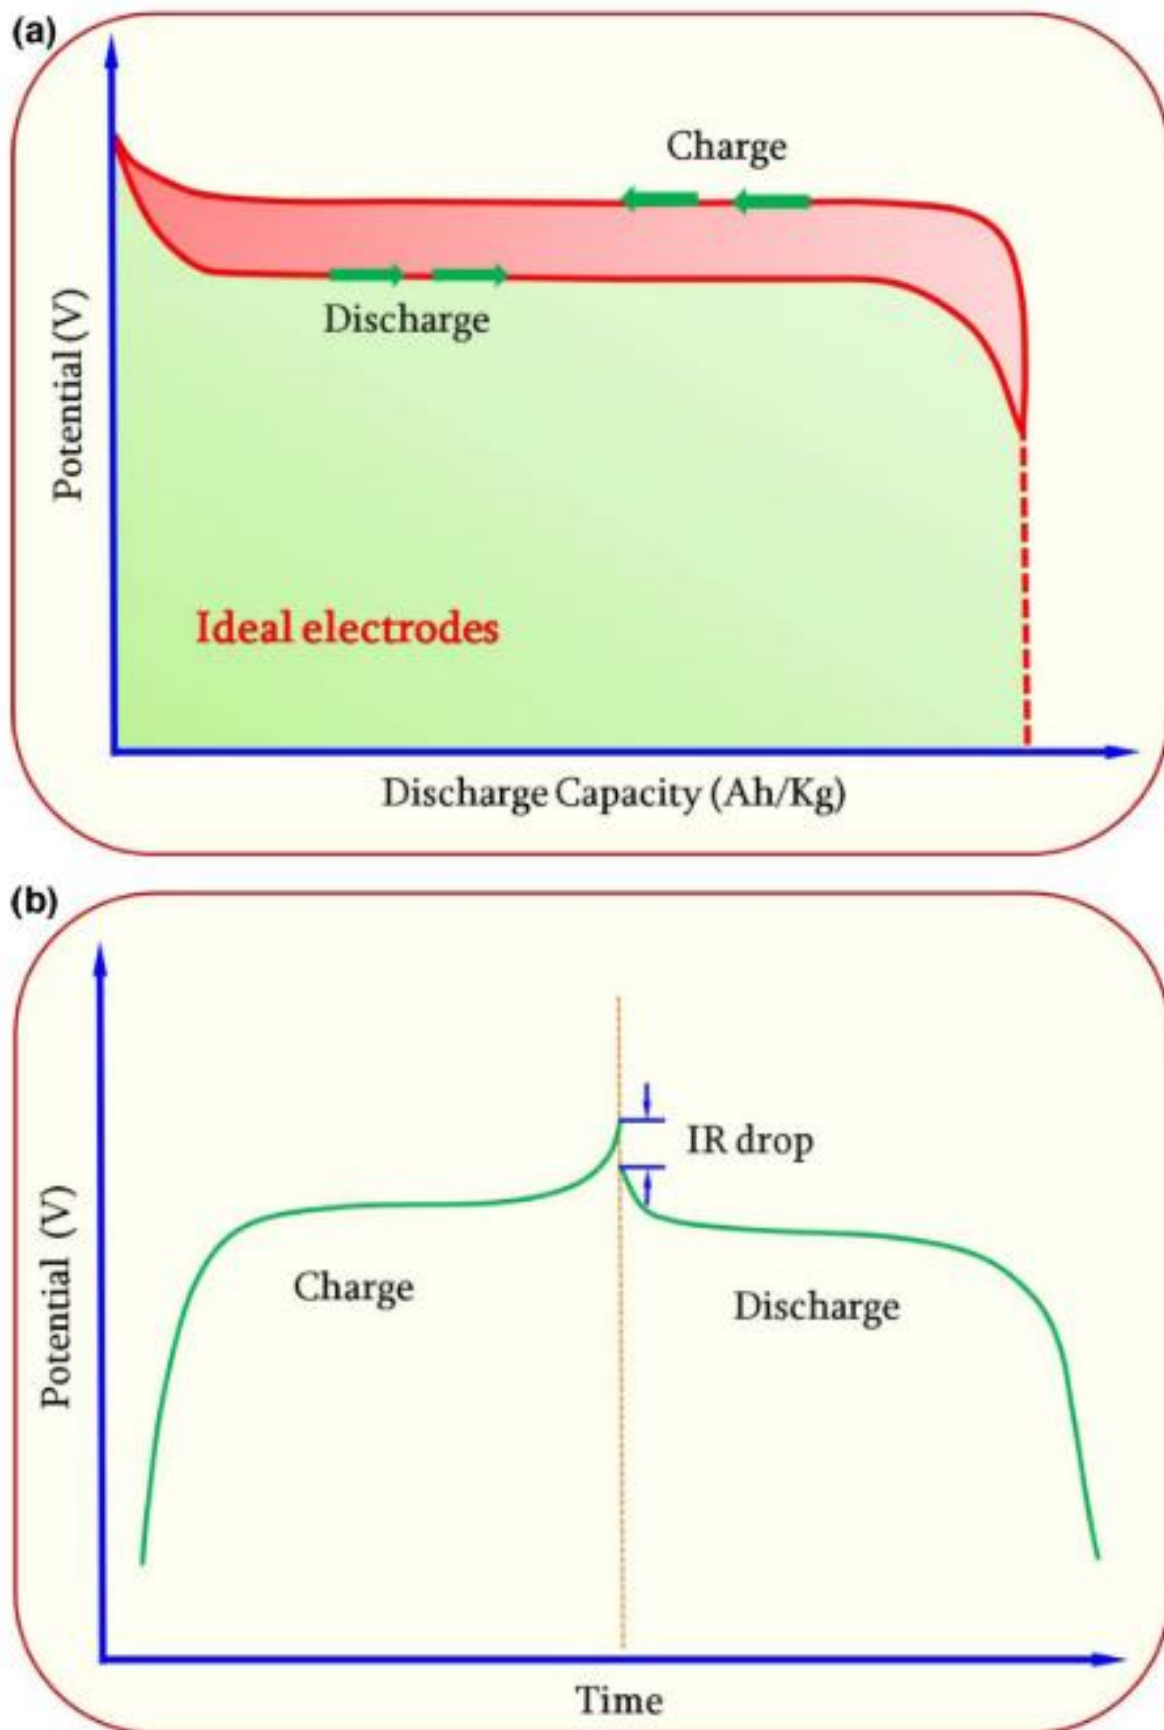 (a)
Charge
Discharge
Potential (V)
Ideal electrodes
Discharge Capacity (Ah/Kg)
(b)
IR drop
Charge
Discharge
Potential (V)
Time